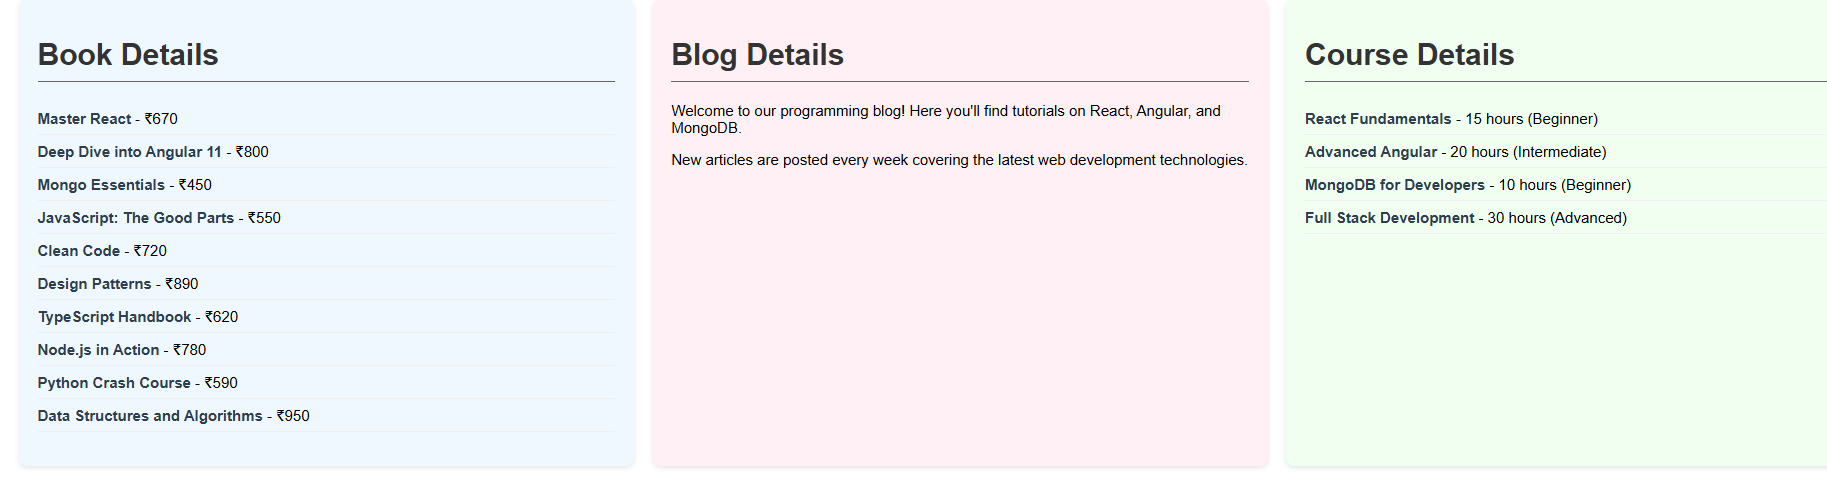 Book Details
Master React - ₹670
Deep Dive into Angular 11 - ₹800
Mongo Essentials - ₹450
JavaScript: The Good Parts - ₹550
Clean Code - ₹720
Design Patterns - ₹890
TypeScript Handbook - ₹620
Node.js in Action - ₹780
Python Crash Course - ₹590
Data Structures and Algorithms - ₹950
Blog Details
Welcome to our programming blog! Here you'll find tutorials on React, Angular, and
MongoDB.
New articles are posted every week covering the latest web development technologies.
Course Details
React Fundamentals - 15 hours (Beginner)
Advanced Angular - 20 hours (Intermediate)
MongoDB for Developers - 10 hours (Beginner)
Full Stack Development - 30 hours (Advanced)